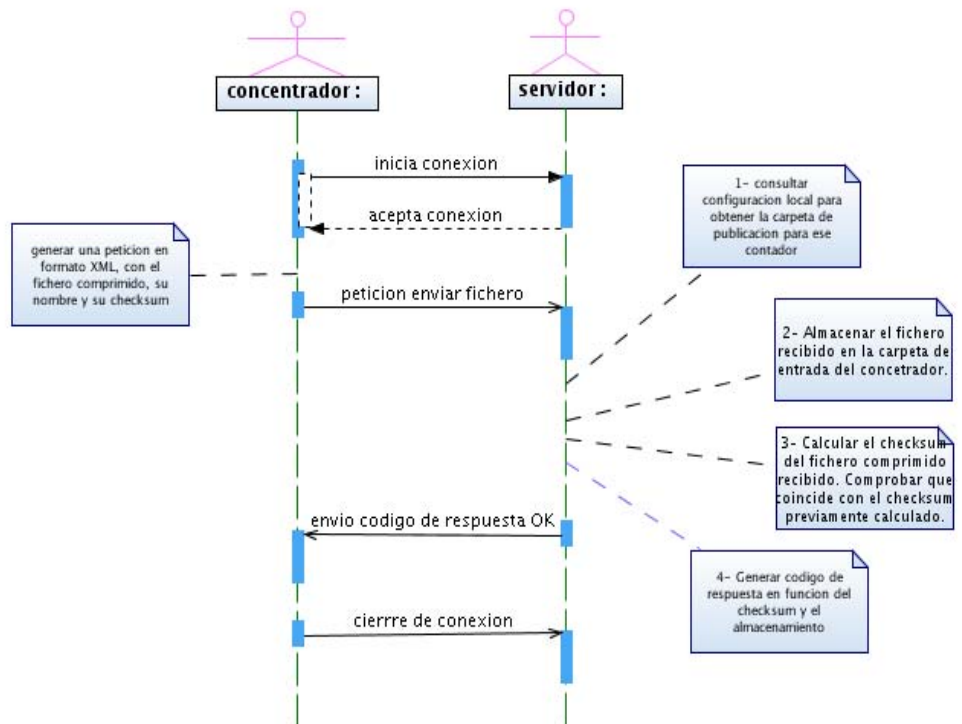 concentrador :
servidor :
inicia conexion
acepta conexion
1- consultar
configuracion local para
obtener la carpeta de
publicacion para ese
contador
generar una peticion en
formato XML, con el
fichero comprimido, su
nombre y su checksum
peticion enviar fichero
2- Almacenar el fichero
recibido en la carpeta de
entrada del concetrador.
3- Calcular el checksum
del fichero comprimido
recibido. Comprobar que
coincide con el checksum
previamente calculado.
envio codigo de respuesta OK
4- Generar codigo de
respuesta en funcion del
checksum y el
almacenamiento
cierrre de conexion